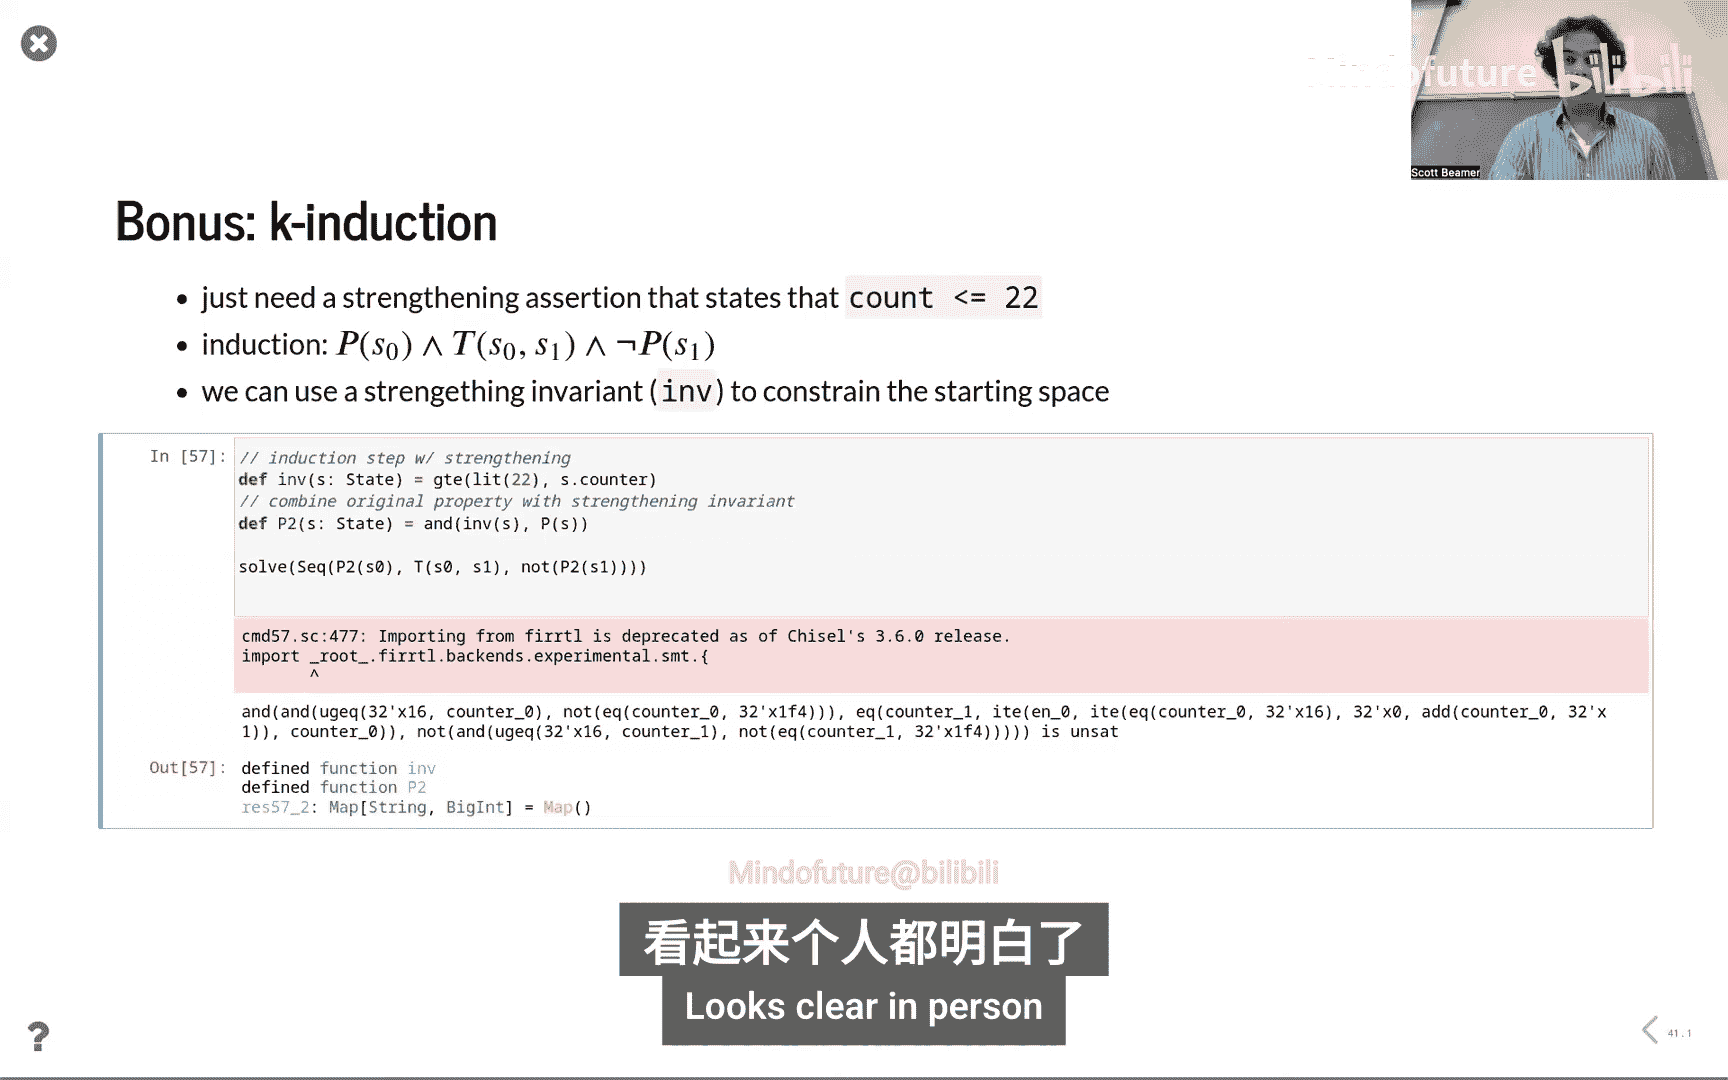 Mindofuture bilibili
Scott Beamer
Bonus: k-induction
just need a strengthening assertion that states that count <= 22
induction: P(s₀) ∧ T(s₀, s₁) ∧ ¬P(s₁)
we can use a strengething invariant (inv) to constrain the starting space
In [57]:
// induction step w/ strengthening
def inv(s: State) = gte(lit(22), s.counter)
// combine original property with strengthening invariant
def P2(s: State) = and(inv(s), P(s))
solve(Seq(P2(s0), T(s0, s1), not(P2(s1))))
cmd57.sc:477: Importing from firrtl is deprecated as of Chisel's 3.6.0 release.
import _root_.firrtl.backends.experimental.smt.{
^
and(and(ugeq(32'x16, counter_0), not(eq(counter_0, 32'x1f4))), eq(counter_1, ite(en_0, ite(eq(counter_0, 32'x16), 32'x0, add(counter_0, 32'x
1)), counter_0)), not(and(ugeq(32'x16, counter_1), not(eq(counter_1, 32'x1f4))))) is unsat
Out[57]:
defined function inv
defined function P2
res57_2: Map[String, BigInt] = Map()
Mindofuture@bilibili
看起来个人都明白了
Looks clear in person
?
41.1